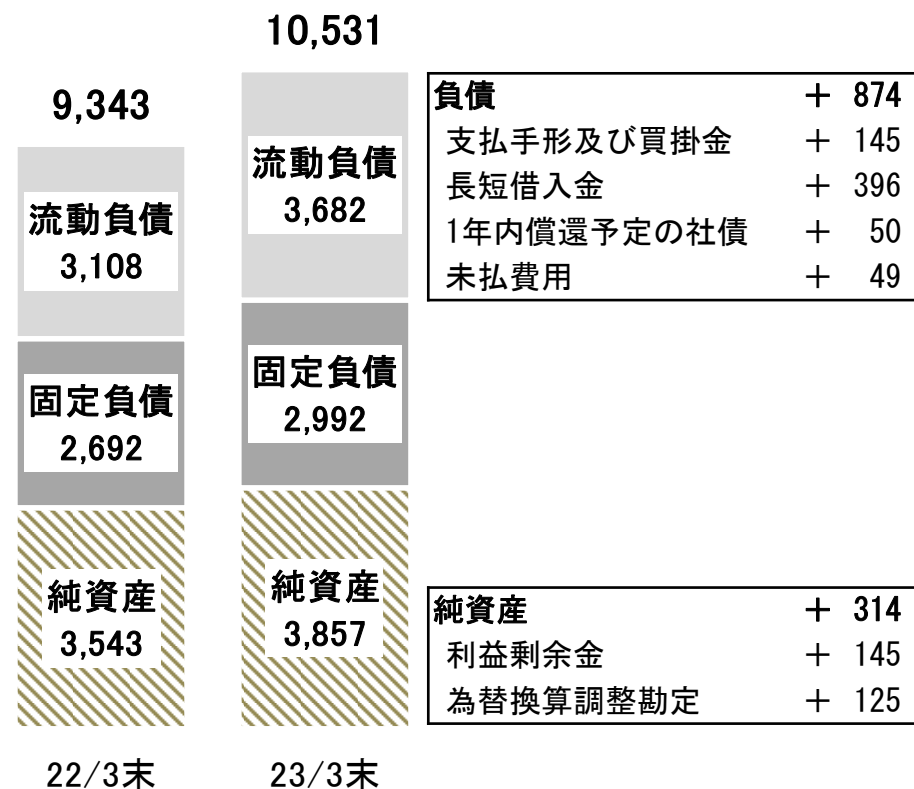 10,531
9,343
流動負債
3,108
固定負債
2,692
純資産
3,543
22/3末
流動負債
3,682
固定負債
2,992
純資産
3,857
23/3末
負債 ＋ 874
支払手形及び買掛金 ＋ 145
長短借入金 ＋ 396
1年内償還予定の社債 ＋ 50
未払費用 ＋ 49
純資産 ＋ 314
利益剰余金 ＋ 145
為替換算調整勘定 ＋ 125